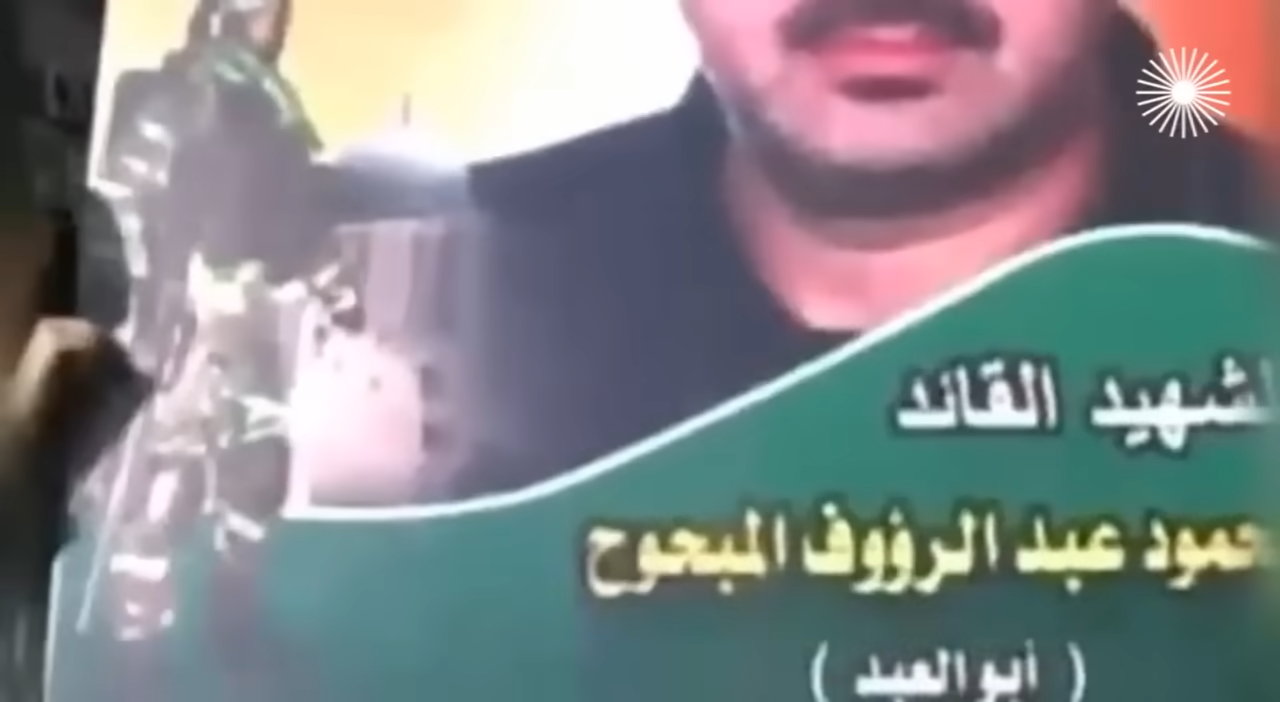 لشهيد القائد
حمود عبد الرؤوف المبحوح
( أبو العبد )